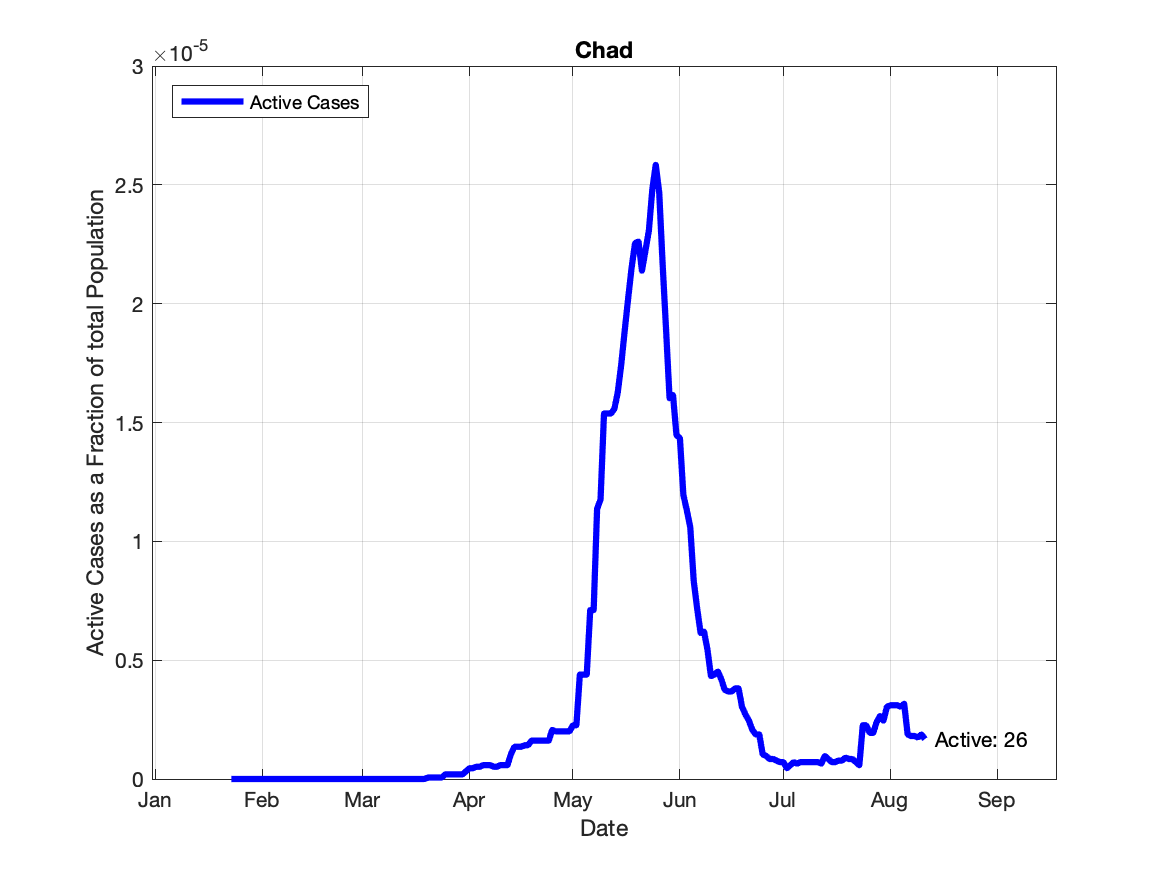 Chad
×10-5
3
2.5
2
1.5
1
0.5
0
Active Cases as a Fraction of total Population
Active Cases
Active: 26
Jan Feb Mar Apr May Jun Jul Aug Sep
Date